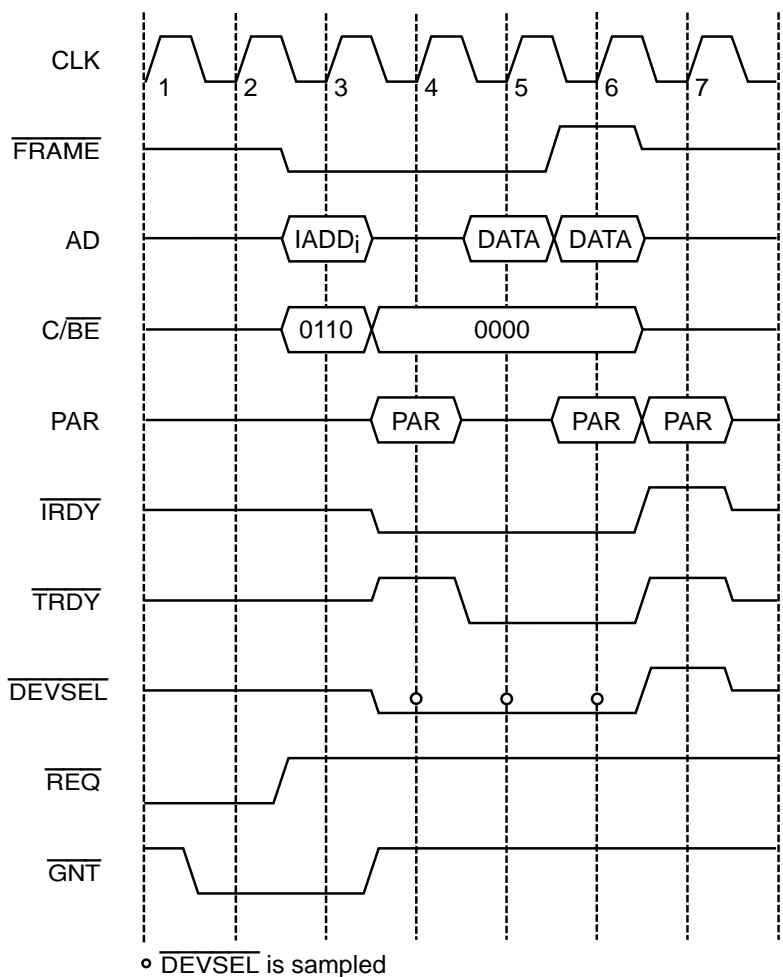 CLK
1 2 3 4 5 6 7
FRAME
AD
IADDi DATA DATA
C/BE
0110 0000
PAR
PAR PAR PAR
IRDY
TRDY
DEVSEL
REQ
GNT
DEVSEL is sampled